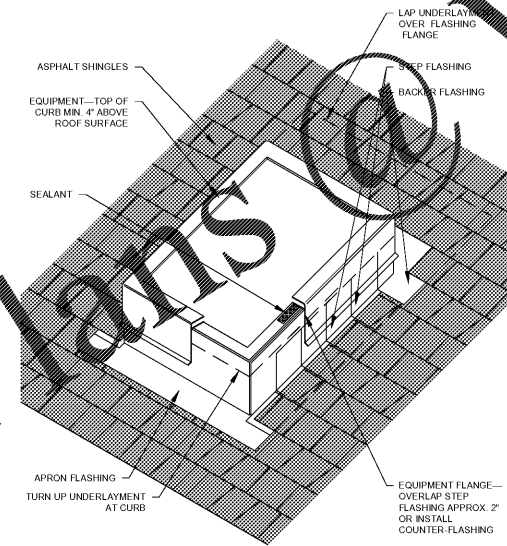 LAP UNDERLAYMENT
OVER FLASHING
FLANGE
ASPHALT SHINGLES
STEP FLASHING
BACKER FLASHING
EQUIPMENT—TOP OF
CURB MIN. 4" ABOVE
ROOF SURFACE
SEALANT
lans @
APRON FLASHING
TURN UP UNDERLAYMENT
AT CURB
EQUIPMENT FLANGE—
OVERLAP STEP
FLASHING APPROX. 2"
OR INSTALL
COUNTER-FLASHING